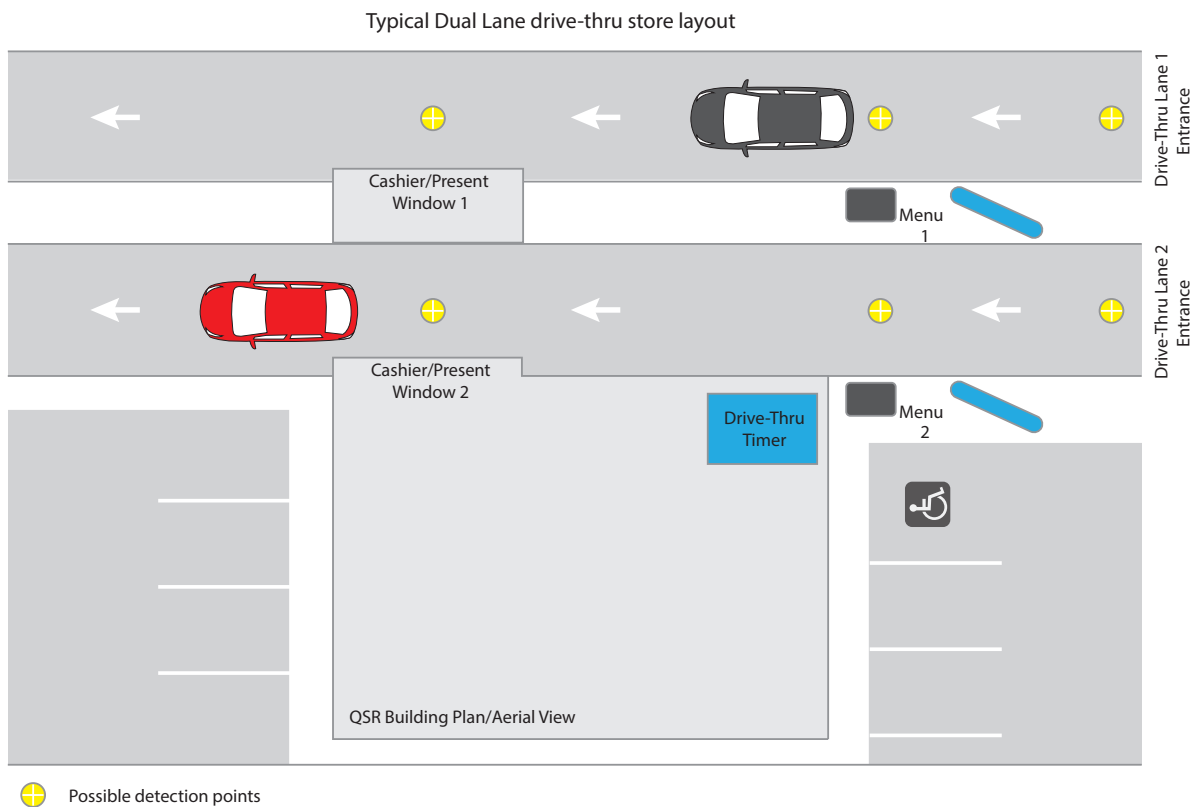 Typical Dual Lane drive-thru store layout
Drive-Thru Lane 1
Entrance
Cashier/Present
Window 1
Menu
1
Drive-Thru Lane 2
Entrance
Cashier/Present
Window 2
Menu
2
Drive-Thru
Timer
QSR Building Plan/Aerial View
Possible detection points